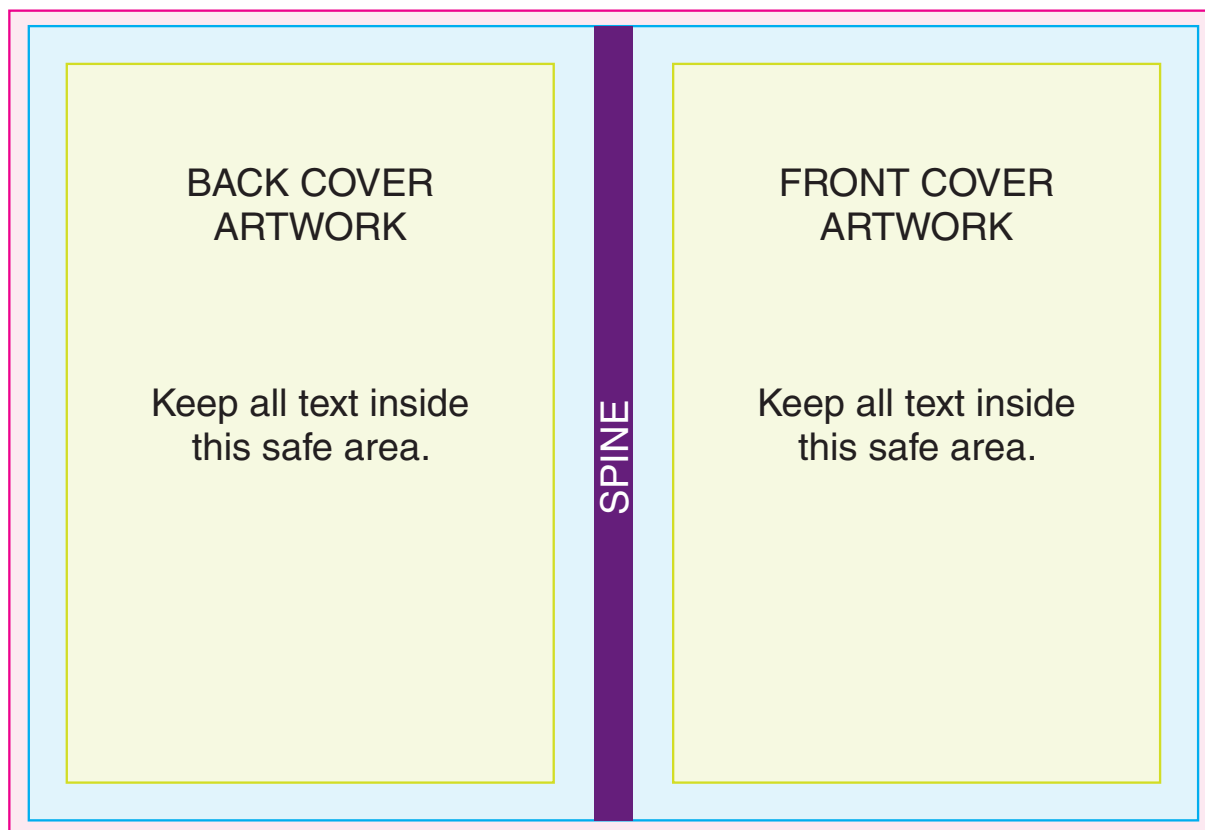 BACK COVER
ARTWORK
Keep all text inside
this safe area.
SPINE
FRONT COVER
ARTWORK
Keep all text inside
this safe area.